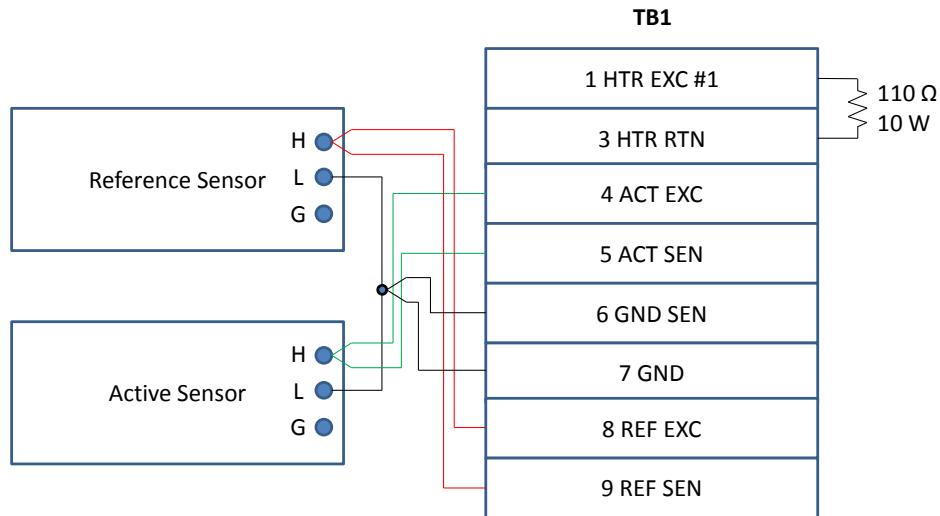 TB1
1 HTR EXC #1
110 Ω
10 W
3 HTR RTN
Reference Sensor
H
L
G
4 ACT EXC
5 ACT SEN
6 GND SEN
Active Sensor
H
L
G
7 GND
8 REF EXC
9 REF SEN